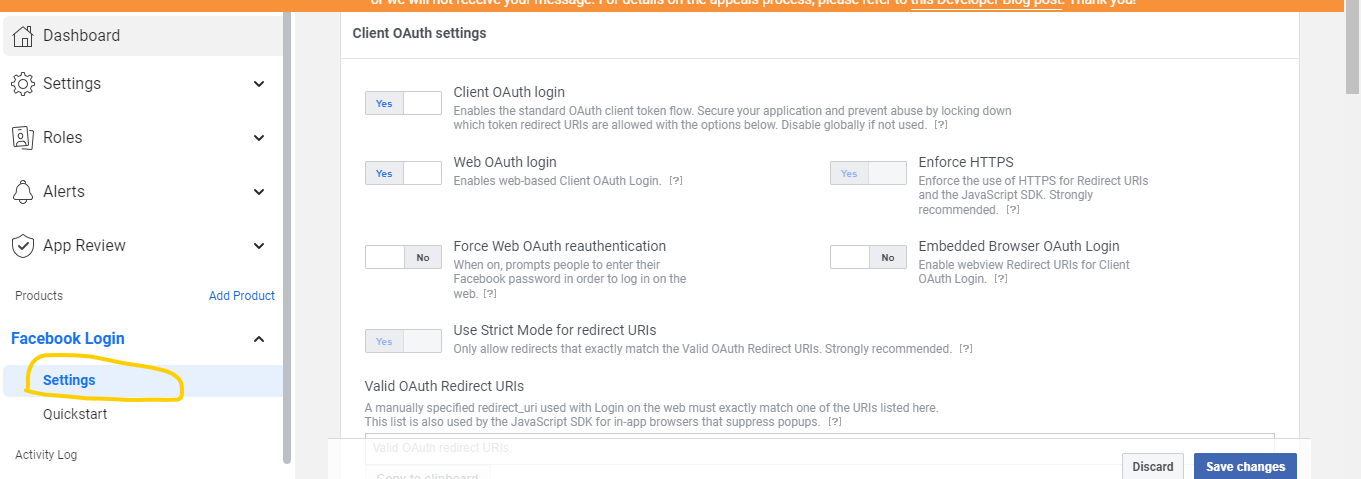 or we will not receive your message. For details on the appeals process, please refer to this Developer Blog post. Thank you!
Dashboard
Settings
Roles
Alerts
App Review
Products Add Product
Facebook Login
Settings
Quickstart
Activity Log
Client OAuth settings
Yes
Client OAuth login
Enables the standard OAuth client token flow. Secure your application and prevent abuse by locking down
which token redirect URIs are allowed with the options below. Disable globally if not used. [?]
Yes
Web OAuth login
Enables web-based Client OAuth Login. [?]
Yes
Enforce HTTPS
Enforce the use of HTTPS for Redirect URIs
and the JavaScript SDK. Strongly
recommended. [?]
No
Force Web OAuth reauthentication
When on, prompts people to enter their
Facebook password in order to log in on the
web. [?]
No
Embedded Browser OAuth Login
Enable webview Redirect URIs for Client
OAuth Login. [?]
Yes
Use Strict Mode for redirect URIs
Only allow redirects that exactly match the Valid OAuth Redirect URIs. Strongly recommended. [?]
Valid OAuth Redirect URIs
A manually specified redirect_uri used with Login on the web must exactly match one of the URIs listed here.
This list is also used by the JavaScript SDK for in-app browsers that suppress popups. [?]
Valid OAuth redirect URIs
Copy to clipboard
Discard
Save changes